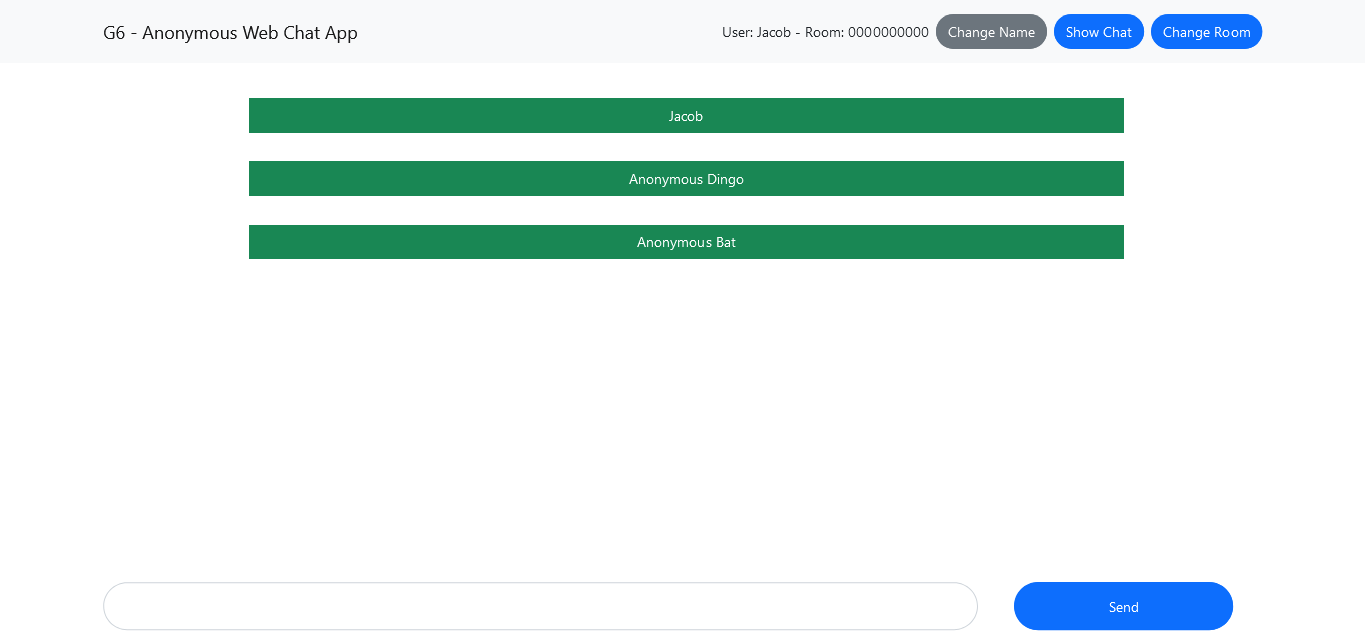 G6 - Anonymous Web Chat App
User: Jacob - Room: 0000000000
Change Name
Show Chat
Change Room
Jacob
Anonymous Dingo
Anonymous Bat
Send